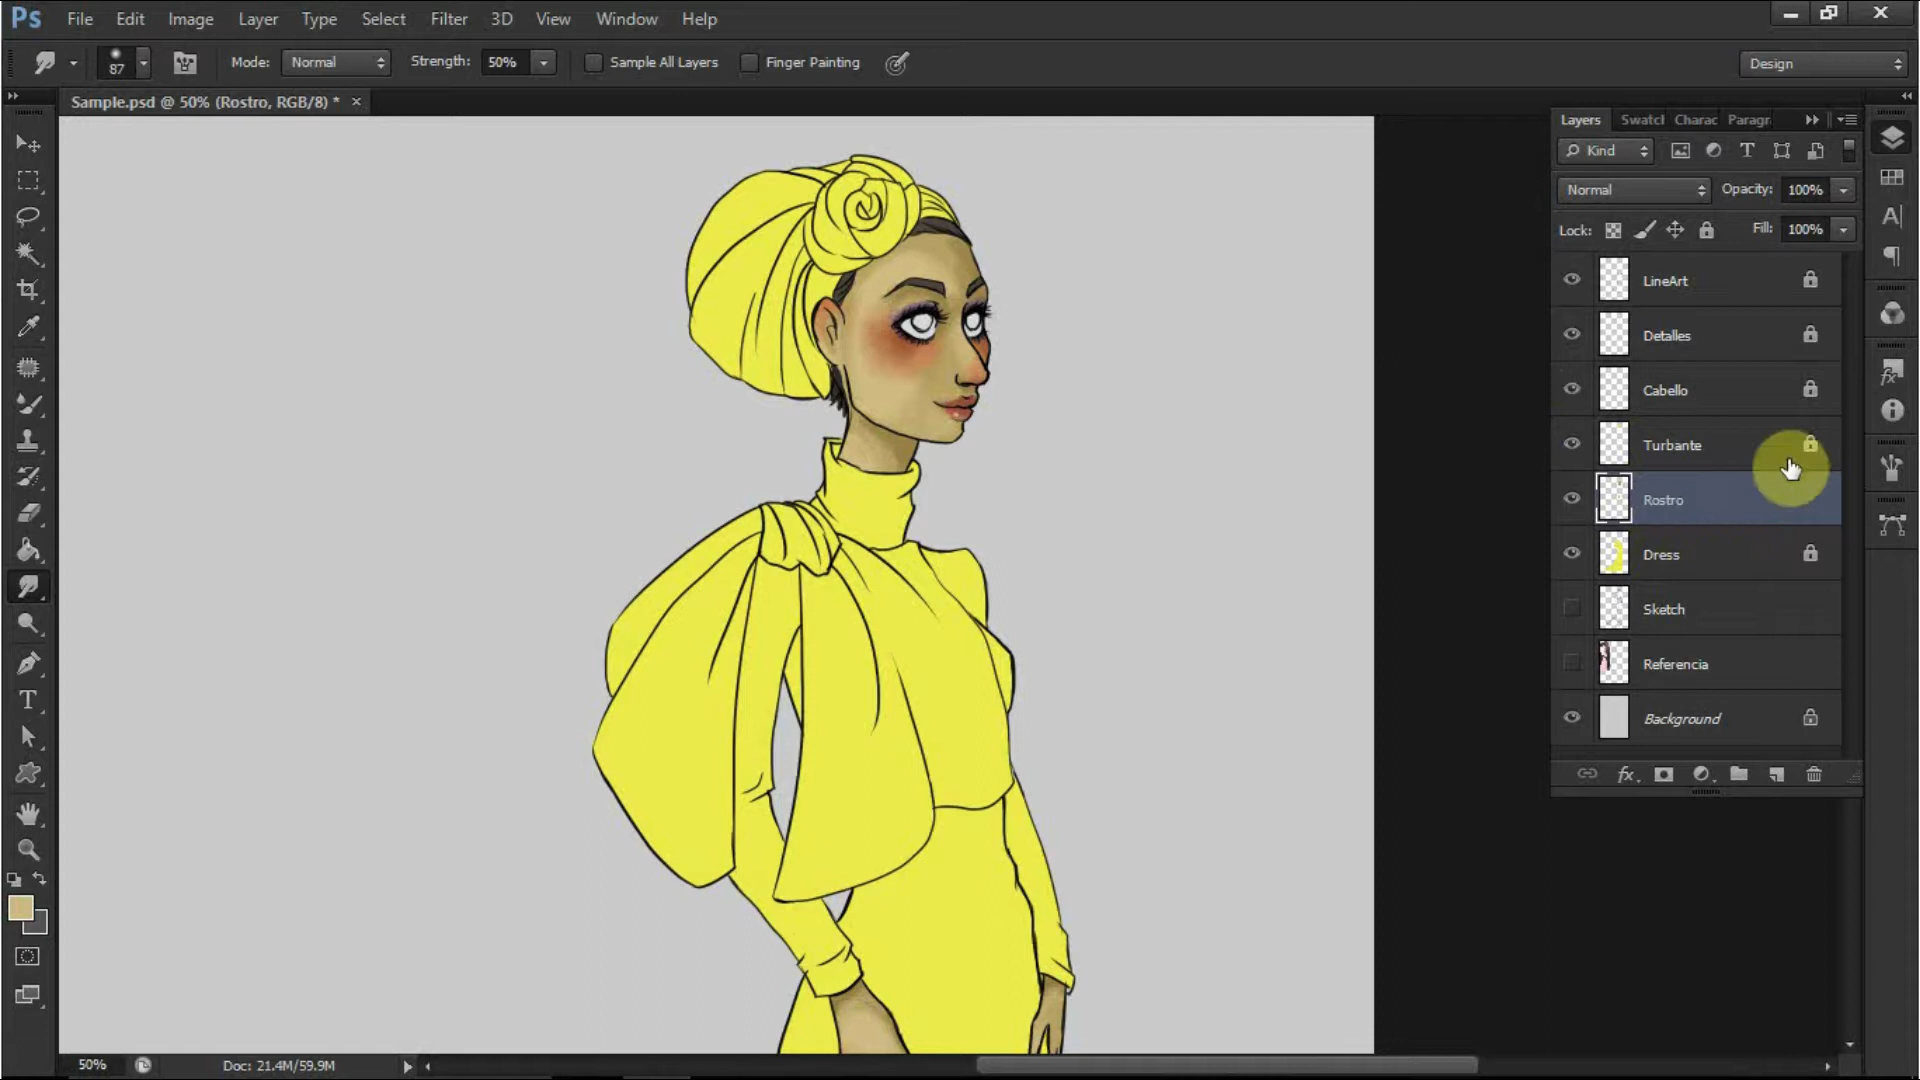 Ps File Edit Image Layer Type Select Filter 3D View Window Help
87 Mode: Normal Strength: 50% Sample All Layers Finger Painting Design
Sample.psd @ 50% (Rostro, RGB/8) * ×
Layers Swatch Charac Paragr
Kind
Normal Opacity: 100%
Lock: Fill: 100%
LineArt
Detalles
Cabello
Turbante
Rostro
Dress
Sketch
Referencia
Background
fx
50% Doc: 21.4M/59.9M